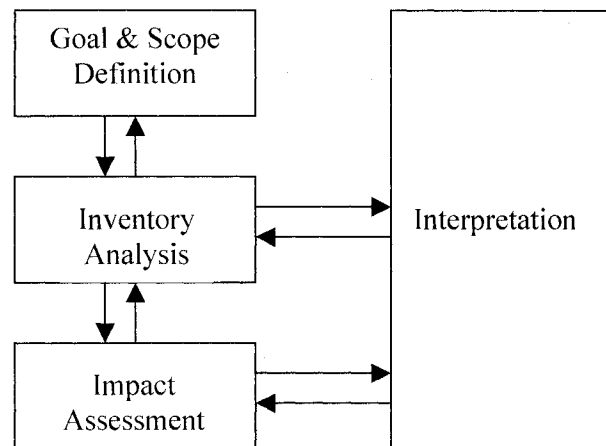 Goal & Scope
Definition
Inventory
Analysis
Interpretation
Impact
Assessment